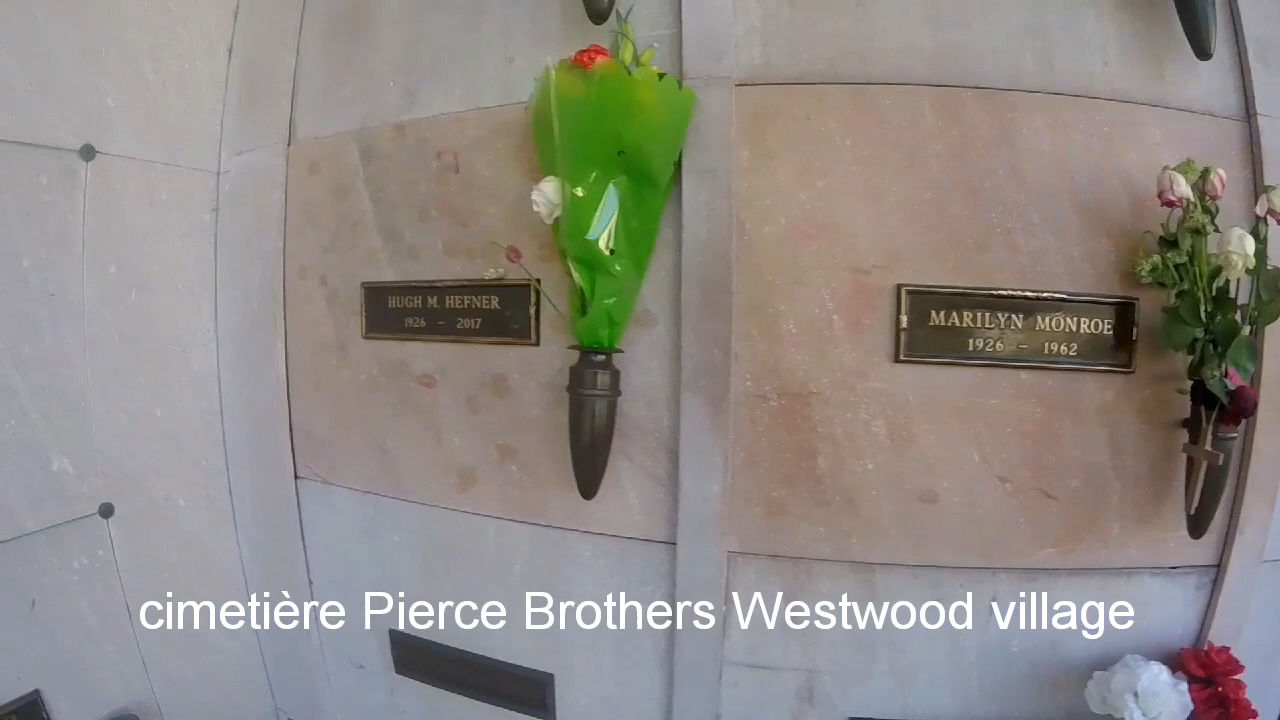 HUGH M. HEFNER
1926 – 2017
MARILYN MONROE
1926 – 1962
cimetière Pierce Brothers Westwood village